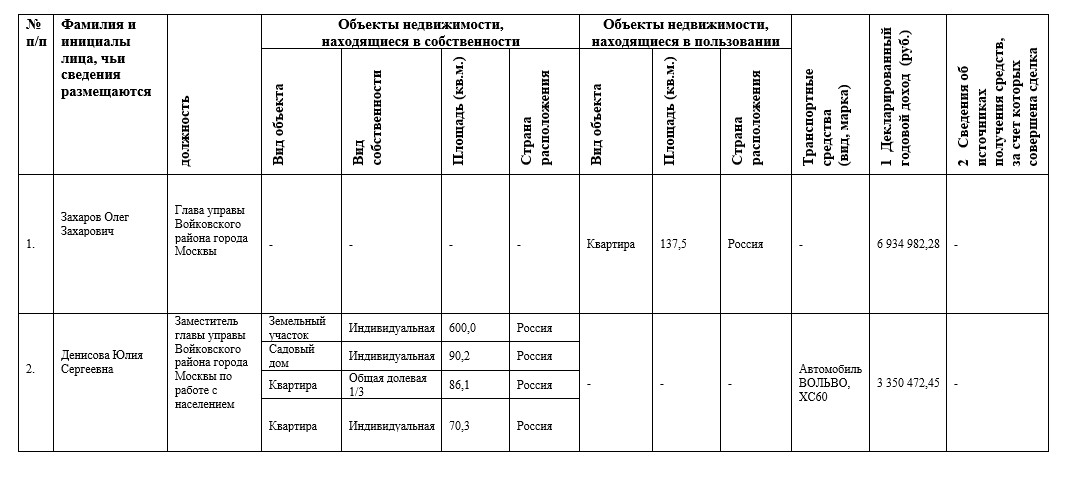 № п/п
Фамилия и инициалы лица, чьи сведения размещаются
должность
Объекты недвижимости, находящиеся в собственности
Объекты недвижимости, находящиеся в пользовании
Транспортные средства (вид, марка)
1 Декларированный годовой доход (руб.)
2 Сведения об источниках получения средств, за счет которых совершена сделка
Вид объекта
Вид собственности
Площадь (кв.м.)
Страна расположения
Вид объекта
Площадь (кв.м.)
Страна расположения
1.
Захаров Олег Захарович
Глава управы Войковского района города Москвы
-
-
-
-
Квартира
137,5
Россия
-
6 934 982,28
-
2.
Денисова Юлия Сергеевна
Заместитель главы управы Войковского района города Москвы по работе с населением
Земельный участок
Индивидуальная
600,0
Россия
Садовый дом
Индивидуальная
90,2
Россия
Квартира
Общая долевая 1/3
86,1
Россия
Квартира
Индивидуальная
70,3
Россия
-
-
-
Автомобиль ВОЛЬВО, ХС60
3 350 472,45
-